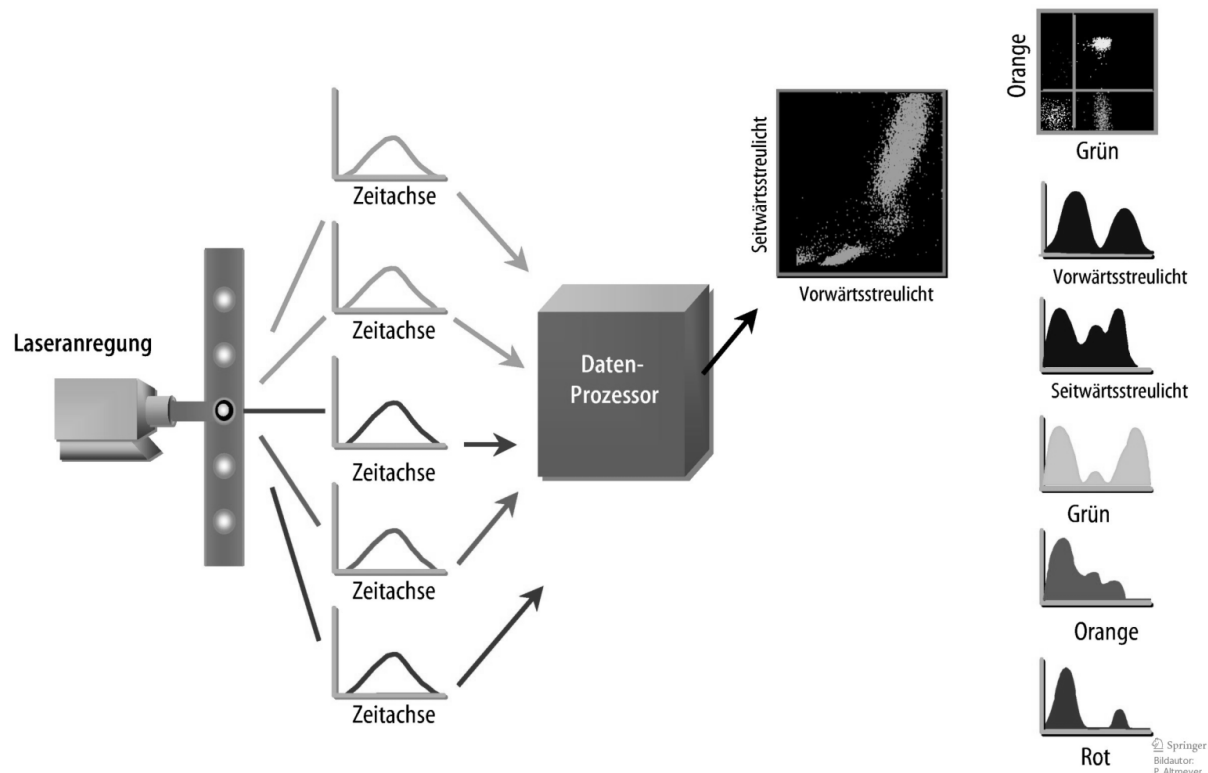 Laseranregung
Zeitachse
Zeitachse
Zeitachse
Zeitachse
Zeitachse
Daten-
Prozessor
Seitwärtsstreulicht
Vorwärtsstreulicht
Orange
Grün
Vorwärtsstreulicht
Seitwärtsstreulicht
Grün
Orange
Rot
Springer
Bildautor:
P. Altmeyer